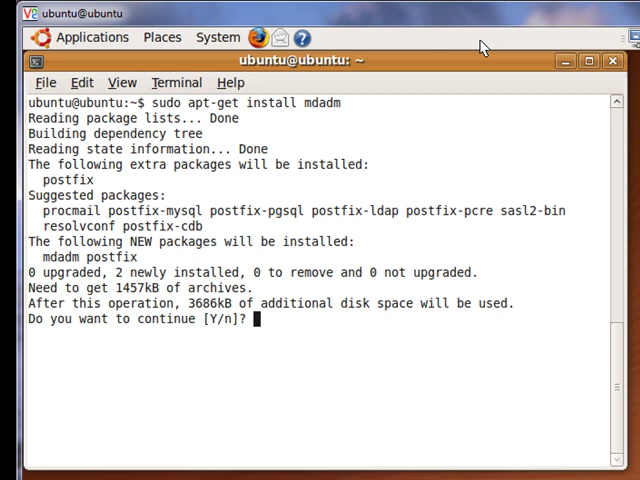 ubuntu@ubuntu
Applications Places System
ubuntu@ubuntu: ~
File Edit View Terminal Help
ubuntu@ubuntu:~$ sudo apt-get install mdadm
Reading package lists... Done
Building dependency tree
Reading state information... Done
The following extra packages will be installed:
postfix
Suggested packages:
procmail postfix-mysql postfix-pgsql postfix-ldap postfix-pcre sasl2-bin
resolvconf postfix-cdb
The following NEW packages will be installed:
mdadm postfix
0 upgraded, 2 newly installed, 0 to remove and 0 not upgraded.
Need to get 1457kB of archives.
After this operation, 3686kB of additional disk space will be used.
Do you want to continue [Y/n]?